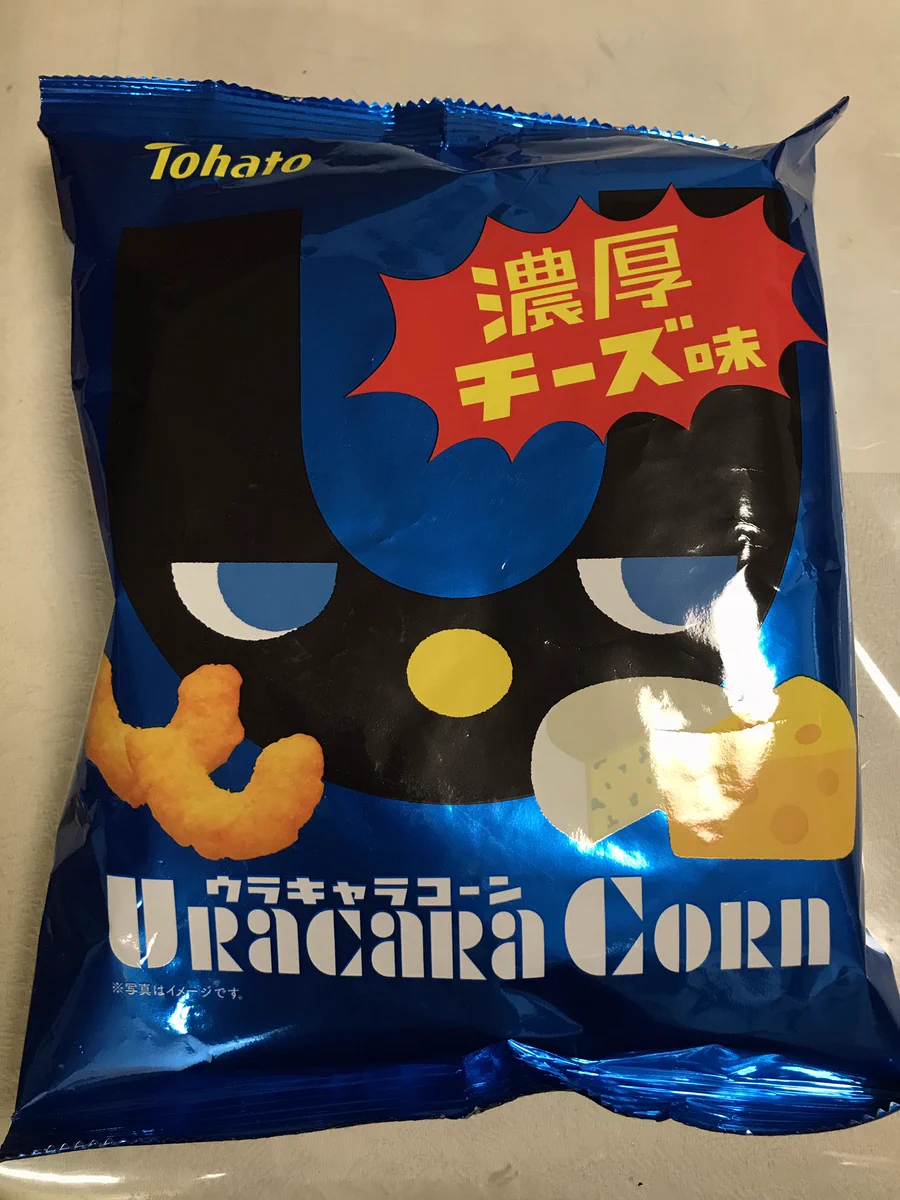 Tohato
濃厚
チーズ味
ウラキャラコーン
URACARA CORN
※写真はイメージです。